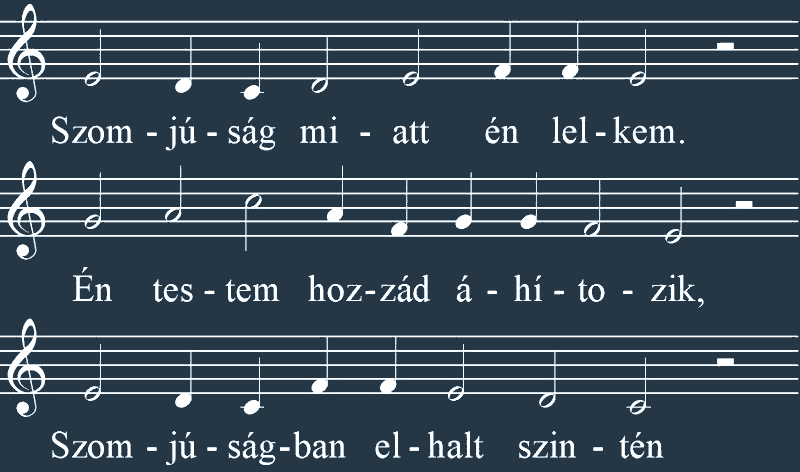 Szom - jú - ság mi - att én lel - kem.
Én tes - tem hoz-zád á - hí - to - zik,
Szom - jú - ság-ban el - halt szin - tén